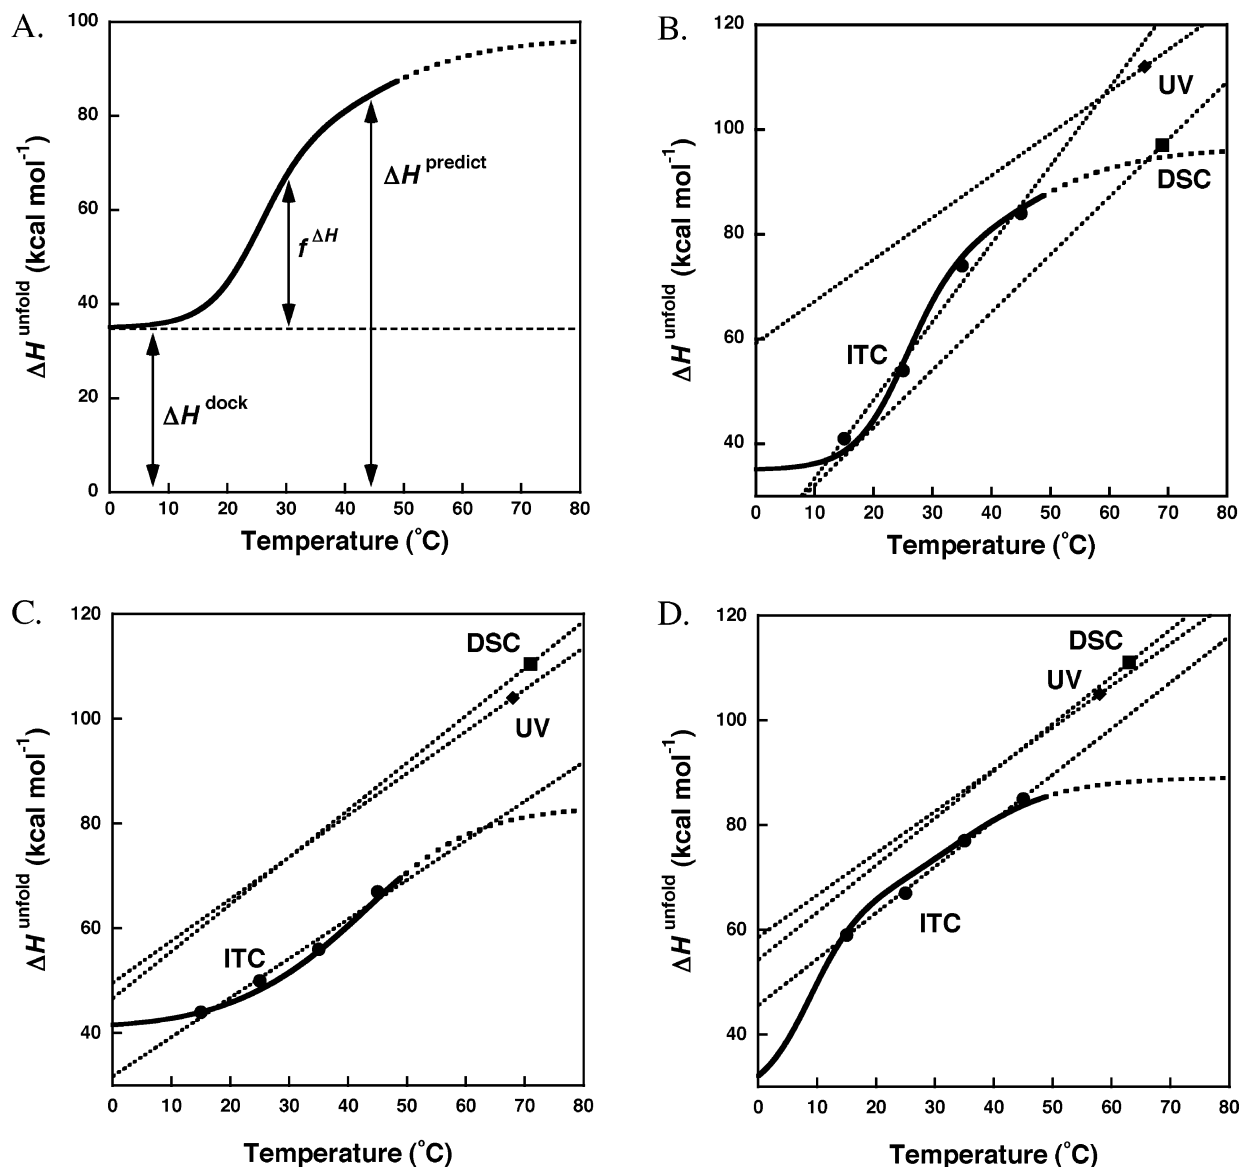 A.
100
80
60
40
20
0
ΔH unfold (kcal mol-1)
ΔH predict
f ΔH
ΔH dock
0 10 20 30 40 50 60 70 80
Temperature (°C)
B.
120
100
80
60
40
ΔH unfold (kcal mol-1)
UV
DSC
ITC
0 10 20 30 40 50 60 70 80
Temperature (°C)
C.
120
100
80
60
40
ΔH unfold (kcal mol-1)
DSC
UV
ITC
0 10 20 30 40 50 60 70 80
Temperature (°C)
D.
120
100
80
60
40
ΔH unfold (kcal mol-1)
DSC
UV
ITC
0 10 20 30 40 50 60 70 80
Temperature (°C)